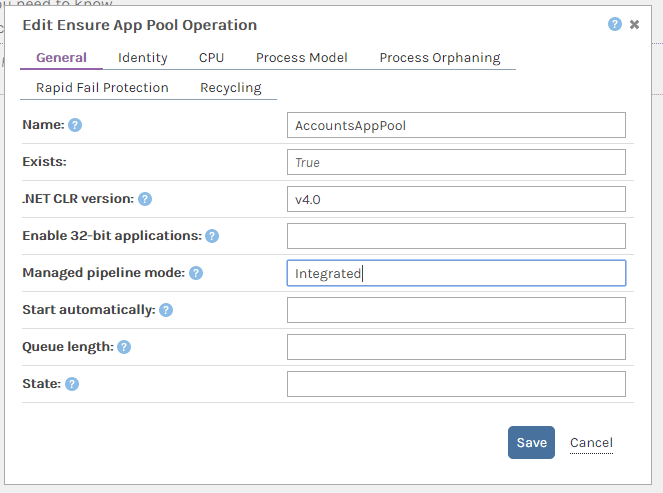 you need to know
Edit Ensure App Pool Operation ? ×
General Identity CPU Process Model Process Orphaning
Rapid Fail Protection Recycling
Name: ? AccountsAppPool
Exists: True
.NET CLR version: ? v4.0
Enable 32-bit applications: ?
Managed pipeline mode: ? Integrated
Start automatically: ?
Queue length: ?
State: ?
Save Cancel